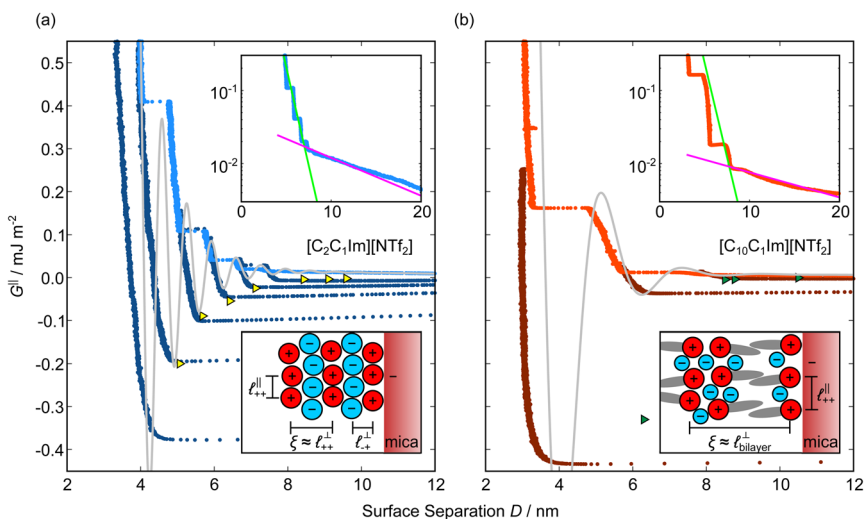 (a)
(b)
G^|| / mJ m^-2
0.5
0.4
0.3
0.2
0.1
0.0
-0.1
-0.2
-0.3
-0.4
2 4 6 8 10 12
10^-1
10^-2
0 10 20
[C2C1Im][NTf2]
+ - + - +
ℓ^||_++
ξ ≈ ℓ^⊥_++
ℓ^⊥_-+
-
mica
2 4 6 8 10 12
10^-1
10^-2
0 10 20
[C10C1Im][NTf2]
+ -
ℓ^||_++
ξ ≈ ℓ^⊥_bilayer
-
mica
Surface Separation D / nm